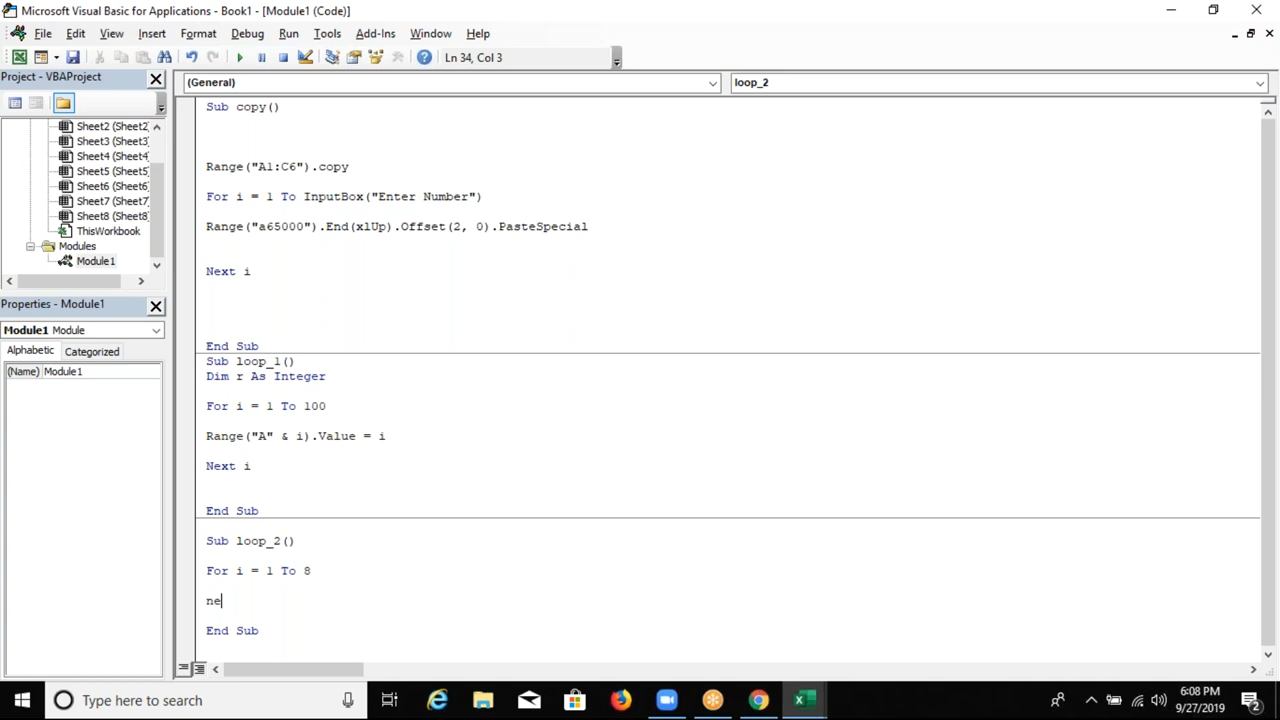 Microsoft Visual Basic for Applications - Book1 - [Module1 (Code)]
File Edit View Insert Format Debug Run Tools Add-Ins Window Help
Ln 34, Col 3
Project - VBAProject
Sheet2 (Sheet2)
Sheet3 (Sheet3)
Sheet4 (Sheet4)
Sheet5 (Sheet5)
Sheet6 (Sheet6)
Sheet7 (Sheet7)
Sheet8 (Sheet8)
ThisWorkbook
Modules
Module1
Properties - Module1
Module1 Module
Alphabetic Categorized
(Name) Module1
(General) loop_2
Sub copy()
Range("A1:C6").copy
For i = 1 To InputBox("Enter Number")
Range("a65000").End(xlUp).Offset(2, 0).PasteSpecial
Next i
End Sub
Sub loop_1()
Dim r As Integer
For i = 1 To 100
Range("A" & i).Value = i
Next i
End Sub
Sub loop_2()
For i = 1 To 8
ne
End Sub
Type here to search
6:08 PM
9/27/2019
2